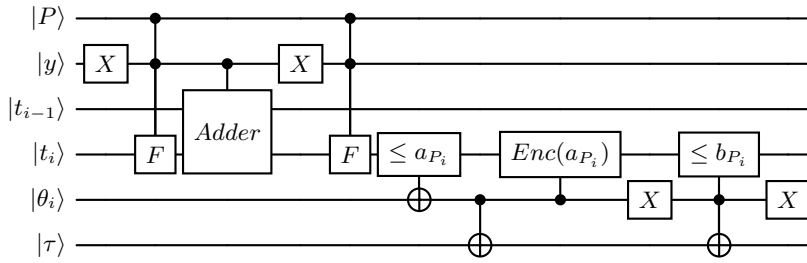 |P⟩
|y⟩ X X
|t_{i-1}⟩ Adder
|t_i⟩ F F ≤ a_{P_i} Enc(a_{P_i}) ≤ b_{P_i}
|θ_i⟩ X X
|τ⟩